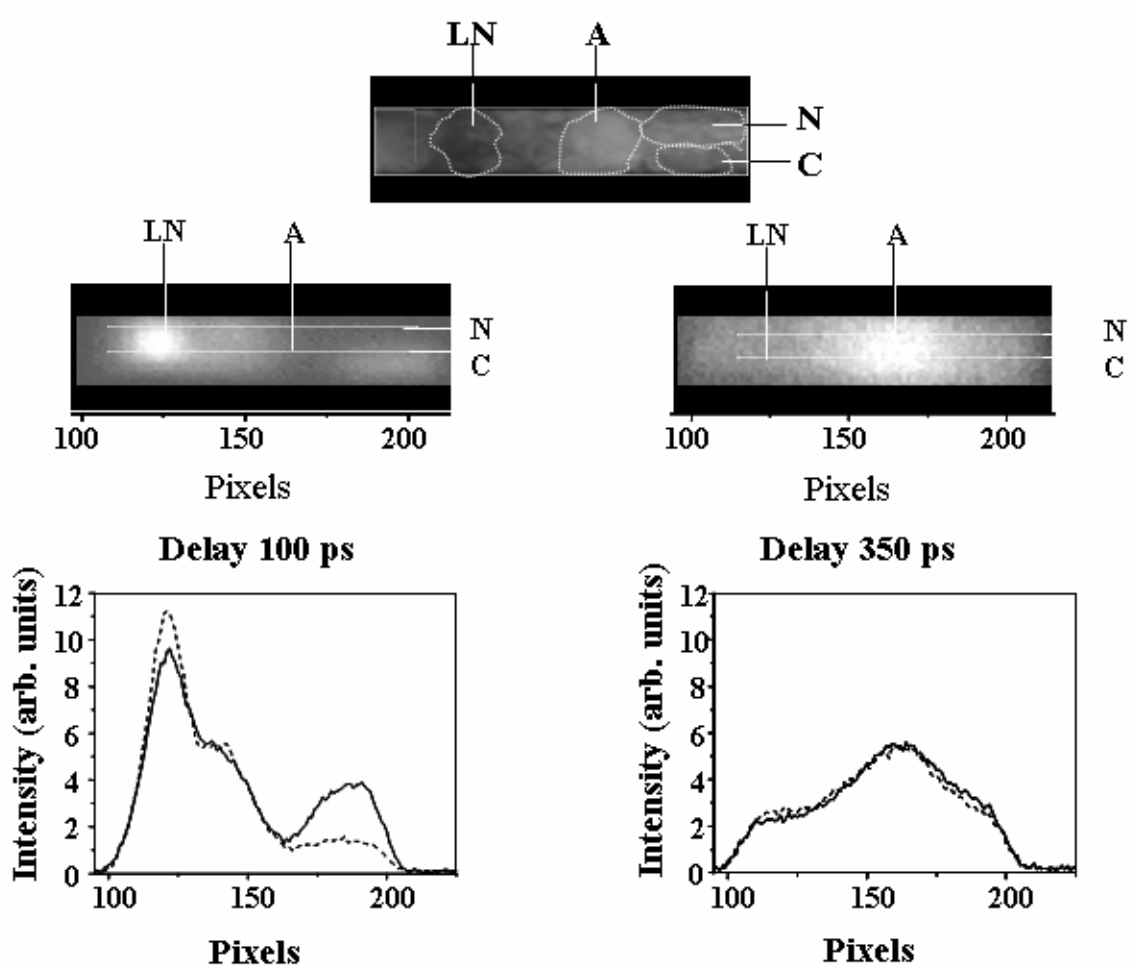 LN A
N
C
LN A
N
C
100 150 200
Pixels
Delay 100 ps
LN A
N
C
100 150 200
Pixels
Delay 350 ps
Intensity (arb. units)
12
10
8
6
4
2
0
100 150 200
Pixels
Intensity (arb. units)
12
10
8
6
4
2
0
100 150 200
Pixels